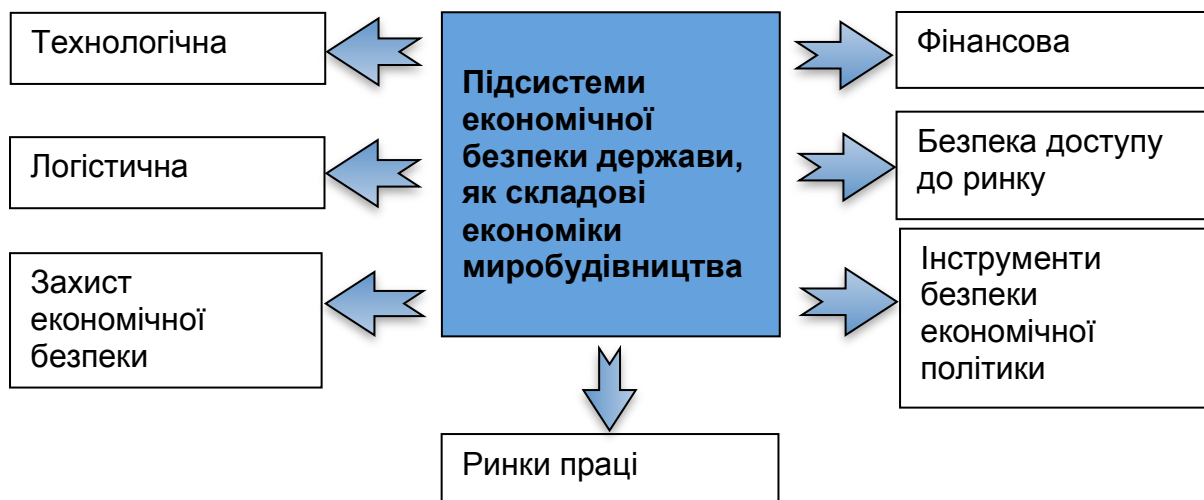 Технологічна
Логістична
Захист
економічної
безпеки
Підсистеми
економічної
безпеки держави,
як складові
економіки
миробудівництва
Фінансова
Безпека доступу
до ринку
Інструменти
безпеки
економічної
політики
Ринки праці